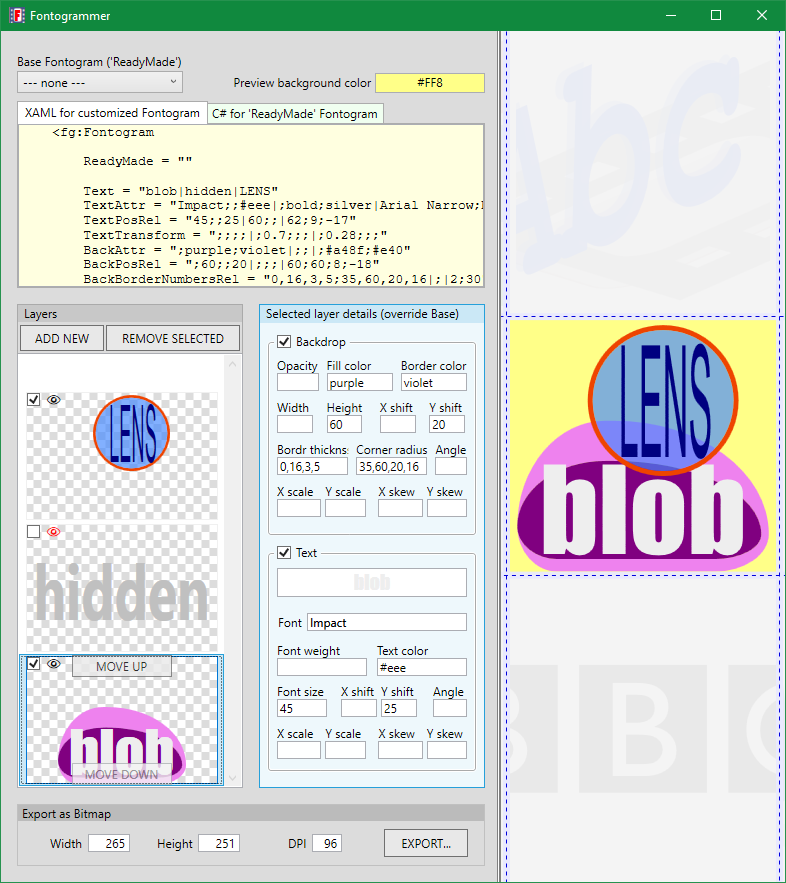 Fontogrammer
Base Fontogram ('ReadyMade')
--- none ---
Preview background color
#FF8
XAML for customized Fontogram
C# for 'ReadyMade' Fontogram
<fg:Fontogram
ReadyMade = ""
Text = "blob|hidden|LENS"
TextAttr = "Impact;;#eee|;bold;silver|Arial Narrow;
TextPosRel = "45;;25|60;;|62;9;-17"
TextTransform = ";;;;|;0.7;;;|;0.28;;;"
BackAttr = ";purple;violet|;;|;#a48f;#e40"
BackPosRel = ";60;;20|;;;|60;60;8;-18"
BackBorderNumbersRel = "0,16,3,5;35,60,20,16|;|2;30
Layers
ADD NEW
REMOVE SELECTED
LENS
hidden
MOVE UP
blob
MOVE DOWN
Selected layer details (override Base)
Backdrop
Opacity Fill color Border color
purple violet
Width Height X shift Y shift
60 20
Bordr thickns Corner radius Angle
0,16,3,5 35,60,20,16
X scale Y scale X skew Y skew
Text
blob
Font Impact
Font weight Text color
#eee
Font size X shift Y shift Angle
45 25
X scale Y scale X skew Y skew
Export as Bitmap
Width 265 Height 251 DPI 96 EXPORT...
Abc
LENS
blob
B B C